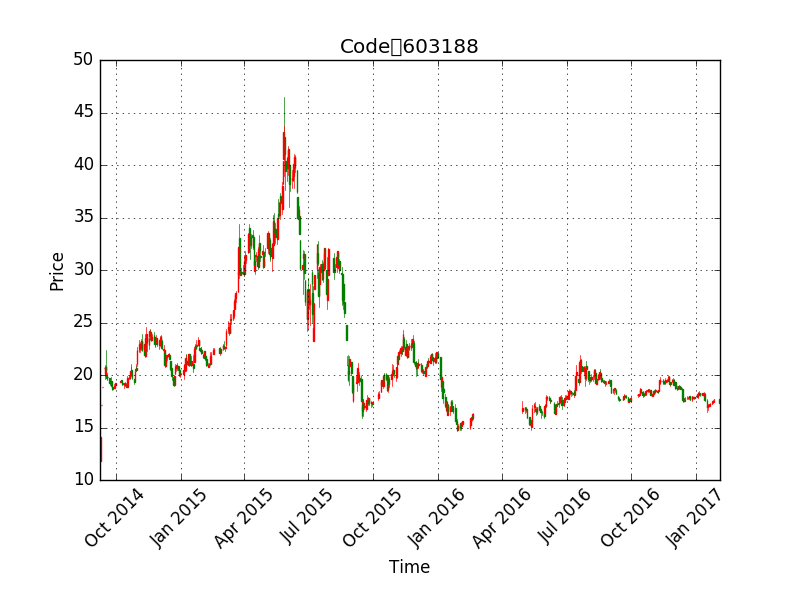 Code▯603188
50
45
40
35
30
25
20
15
10
Price
Oct 2014
Jan 2015
Apr 2015
Jul 2015
Oct 2015
Jan 2016
Apr 2016
Jul 2016
Oct 2016
Jan 2017
Time